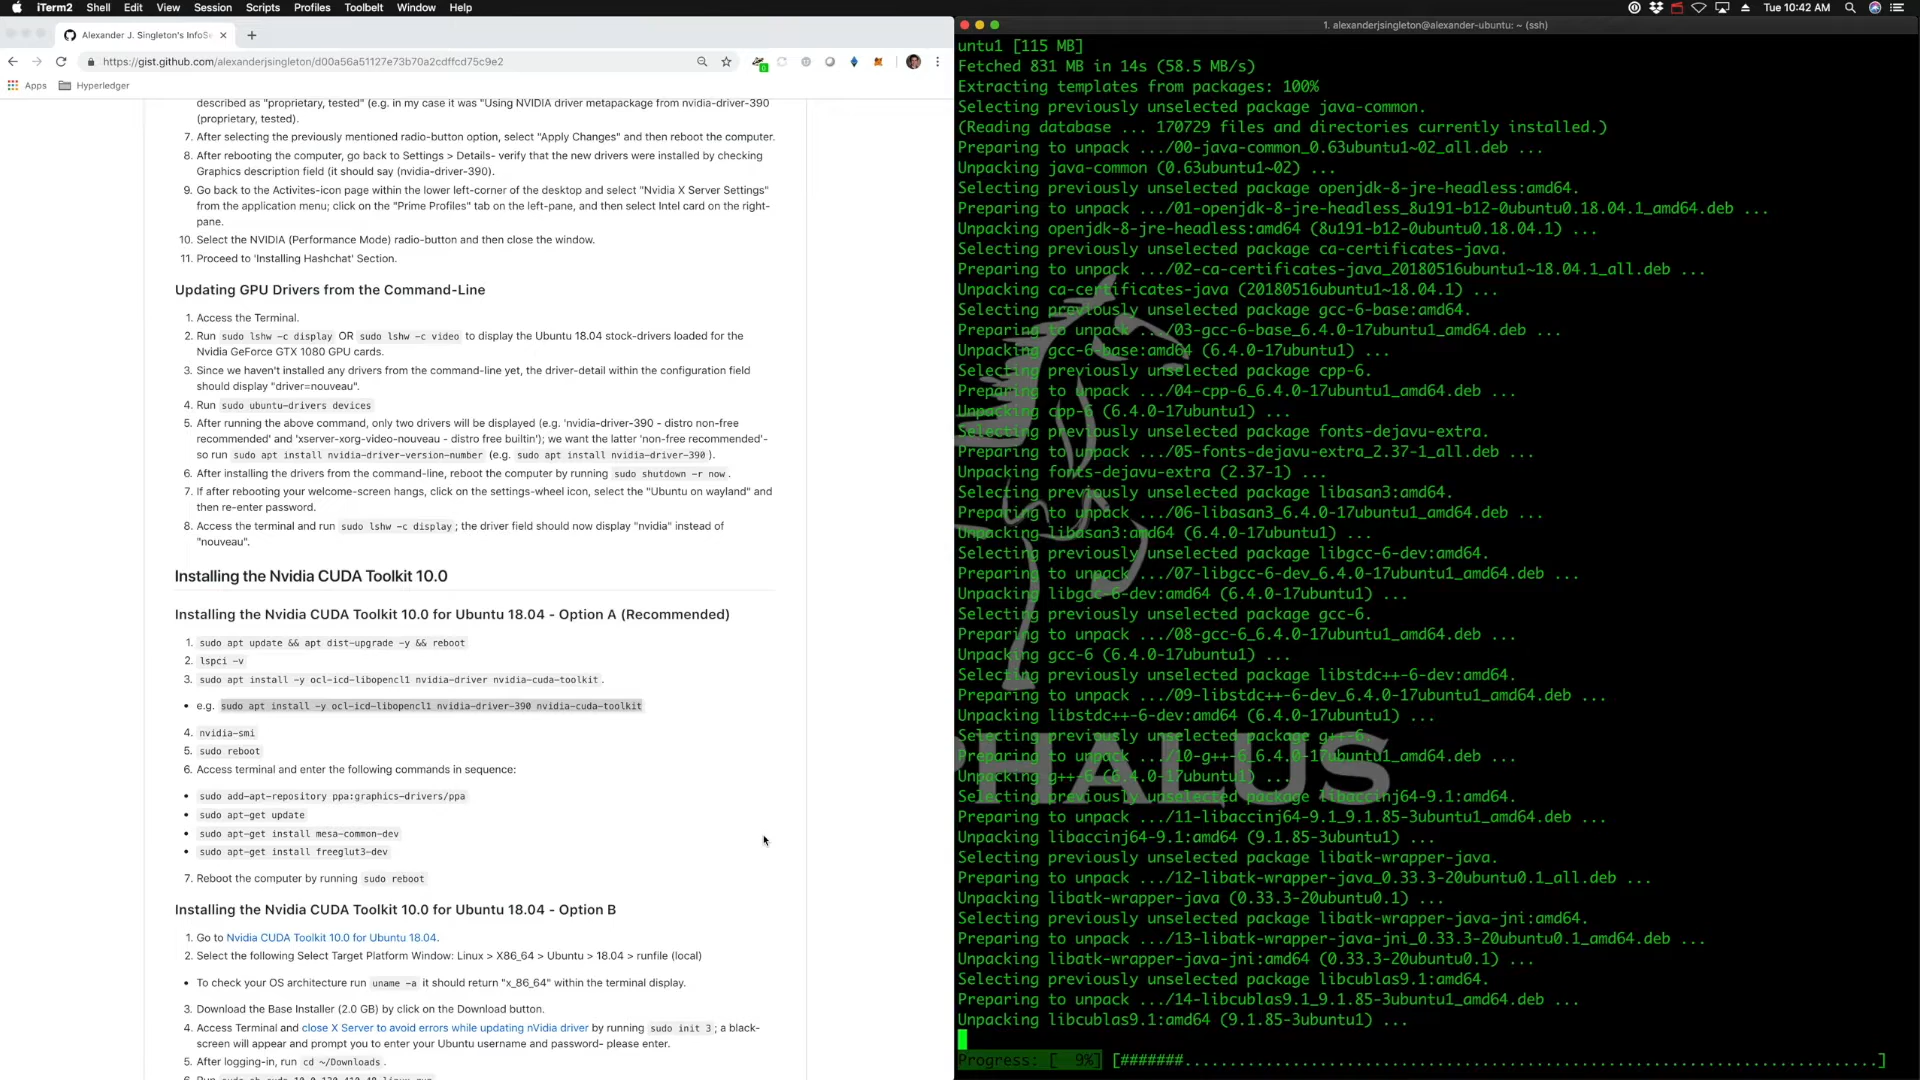 iTerm2 Shell Edit View Session Scripts Profiles Toolbelt Window Help
Tue 10:42 AM
Alexander J. Singleton's InfoSe
https://gist.github.com/alexanderjsingleton/d00a56a51127e73b70a2cdffcd75c9e2
Apps Hyperledger
described as "proprietary, tested" (e.g. in my case it was "Using NVIDIA driver metapackage from nvidia-driver-390
(proprietary, tested).
7. After selecting the previously mentioned radio-button option, select "Apply Changes" and then reboot the computer.
8. After rebooting the computer, go back to Settings > Details- verify that the new drivers were installed by checking
Graphics description field (it should say (nvidia-driver-390).
9. Go back to the Activites-icon page within the lower left-corner of the desktop and select "Nvidia X Server Settings"
from the application menu; click on the "Prime Profiles" tab on the left-pane, and then select Intel card on the right-
pane.
10. Select the NVIDIA (Performance Mode) radio-button and then close the window.
11. Proceed to 'Installing Hashchat' Section.
Updating GPU Drivers from the Command-Line
1. Access the Terminal.
2. Run sudo lshw -c display OR sudo lshw -c video to display the Ubuntu 18.04 stock-drivers loaded for the
Nvidia GeForce GTX 1080 GPU cards.
3. Since we haven't installed any drivers from the command-line yet, the driver-detail within the configuration field
should display "driver=nouveau".
4. Run sudo ubuntu-drivers devices
5. After running the above command, only two drivers will be displayed (e.g. 'nvidia-driver-390 - distro non-free
recommended' and 'xserver-xorg-video-nouveau - distro free builtin'); we want the latter 'non-free recommended'-
so run sudo apt install nvidia-driver-version-number (e.g. sudo apt install nvidia-driver-390 ).
6. After installing the drivers from the command-line, reboot the computer by running sudo shutdown -r now .
7. If after rebooting your welcome-screen hangs, click on the settings-wheel icon, select the "Ubuntu on wayland" and
then re-enter password.
8. Access the terminal and run sudo lshw -c display ; the driver field should now display "nvidia" instead of
"nouveau".
Installing the Nvidia CUDA Toolkit 10.0
Installing the Nvidia CUDA Toolkit 10.0 for Ubuntu 18.04 - Option A (Recommended)
1. sudo apt update && apt dist-upgrade -y && reboot
2. lspci -v
3. sudo apt install -y ocl-icd-libopencl1 nvidia-driver nvidia-cuda-toolkit .
• e.g. sudo apt install -y ocl-icd-libopencl1 nvidia-driver-390 nvidia-cuda-toolkit
4. nvidia-smi
5. sudo reboot
6. Access terminal and enter the following commands in sequence:
• sudo add-apt-repository ppa:graphics-drivers/ppa
• sudo apt-get update
• sudo apt-get install mesa-common-dev
• sudo apt-get install freeglut3-dev
7. Reboot the computer by running sudo reboot
Installing the Nvidia CUDA Toolkit 10.0 for Ubuntu 18.04 - Option B
1. Go to Nvidia CUDA Toolkit 10.0 for Ubuntu 18.04.
2. Select the following Select Target Platform Window: Linux > X86_64 > Ubuntu > 18.04 > runfile (local)
• To check your OS architecture run uname -a it should return "x_86_64" within the terminal display.
3. Download the Base Installer (2.0 GB) by click on the Download button.
4. Access Terminal and close X Server to avoid errors while updating nVidia driver by running sudo init 3 ; a black-
screen will appear and prompt you to enter your Ubuntu username and password- please enter.
5. After logging-in, run cd ~/Downloads .
1. alexanderjsingleton@alexander-ubuntu: ~ (ssh)
untu1 [115 MB]
Fetched 831 MB in 14s (58.5 MB/s)
Extracting templates from packages: 100%
Selecting previously unselected package java-common.
(Reading database ... 170729 files and directories currently installed.)
Preparing to unpack .../00-java-common_0.63ubuntu1~02_all.deb ...
Unpacking java-common (0.63ubuntu1~02) ...
Selecting previously unselected package openjdk-8-jre-headless:amd64.
Preparing to unpack .../01-openjdk-8-jre-headless_8u191-b12-0ubuntu0.18.04.1_amd64.deb ...
Unpacking openjdk-8-jre-headless:amd64 (8u191-b12-0ubuntu0.18.04.1) ...
Selecting previously unselected package ca-certificates-java.
Preparing to unpack .../02-ca-certificates-java_20180516ubuntu1~18.04.1_all.deb ...
Unpacking ca-certificates-java (20180516ubuntu1~18.04.1) ...
Selecting previously unselected package gcc-6-base:amd64.
Preparing to unpack .../03-gcc-6-base_6.4.0-17ubuntu1_amd64.deb ...
Unpacking gcc-6-base:amd64 (6.4.0-17ubuntu1) ...
Selecting previously unselected package cpp-6.
Preparing to unpack .../04-cpp-6_6.4.0-17ubuntu1_amd64.deb ...
Unpacking cpp-6 (6.4.0-17ubuntu1) ...
Selecting previously unselected package fonts-dejavu-extra.
Preparing to unpack .../05-fonts-dejavu-extra_2.37-1_all.deb ...
Unpacking fonts-dejavu-extra (2.37-1) ...
Selecting previously unselected package libasan3:amd64.
Preparing to unpack .../06-libasan3_6.4.0-17ubuntu1_amd64.deb ...
Unpacking libasan3:amd64 (6.4.0-17ubuntu1) ...
Selecting previously unselected package libgcc-6-dev:amd64.
Preparing to unpack .../07-libgcc-6-dev_6.4.0-17ubuntu1_amd64.deb ...
Unpacking libgcc-6-dev:amd64 (6.4.0-17ubuntu1) ...
Selecting previously unselected package gcc-6.
Preparing to unpack .../08-gcc-6_6.4.0-17ubuntu1_amd64.deb ...
Unpacking gcc-6 (6.4.0-17ubuntu1) ...
Selecting previously unselected package libstdc++-6-dev:amd64.
Preparing to unpack .../09-libstdc++-6-dev_6.4.0-17ubuntu1_amd64.deb ...
Unpacking libstdc++-6-dev:amd64 (6.4.0-17ubuntu1) ...
Selecting previously unselected package g++-6.
Preparing to unpack .../10-g++-6_6.4.0-17ubuntu1_amd64.deb ...
Unpacking g++-6 (6.4.0-17ubuntu1) ...
Selecting previously unselected package libaccinj64-9.1:amd64.
Preparing to unpack .../11-libaccinj64-9.1_9.1.85-3ubuntu1_amd64.deb ...
Unpacking libaccinj64-9.1:amd64 (9.1.85-3ubuntu1) ...
Selecting previously unselected package libatk-wrapper-java.
Preparing to unpack .../12-libatk-wrapper-java_0.33.3-20ubuntu0.1_all.deb ...
Unpacking libatk-wrapper-java (0.33.3-20ubuntu0.1) ...
Selecting previously unselected package libatk-wrapper-java-jni:amd64.
Preparing to unpack .../13-libatk-wrapper-java-jni_0.33.3-20ubuntu0.1_amd64.deb ...
Unpacking libatk-wrapper-java-jni:amd64 (0.33.3-20ubuntu0.1) ...
Selecting previously unselected package libcublas9.1:amd64.
Preparing to unpack .../14-libcublas9.1_9.1.85-3ubuntu1_amd64.deb ...
Unpacking libcublas9.1:amd64 (9.1.85-3ubuntu1) ...
Progress: [ 9%] [#######.............................................................................]
PHALUS